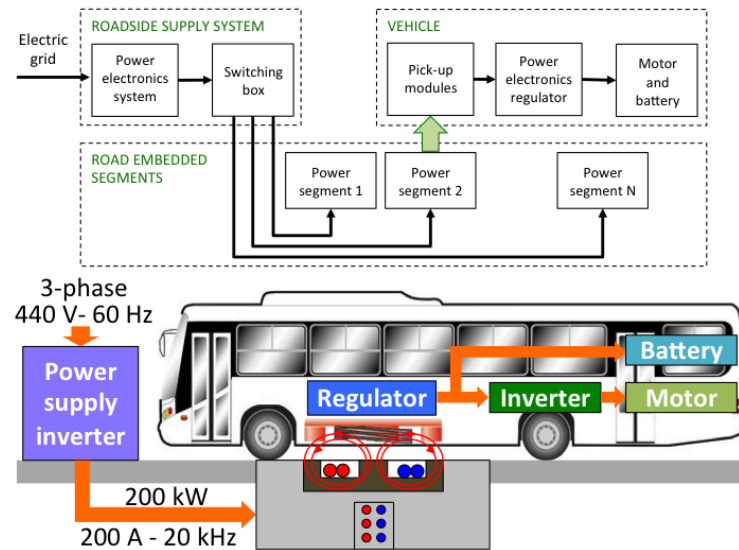 ROADSIDE SUPPLY SYSTEM
Electric
grid
Power
electronics
system
Switching
box
VEHICLE
Pick-up
modules
Power
electronics
regulator
Motor
and
battery
ROAD EMBEDDED
SEGMENTS
Power
segment 1
Power
segment 2
Power
segment N
3-phase
440 V- 60 Hz
Power
supply
inverter
Regulator
Inverter
Battery
Motor
200 kW
200 A - 20 kHz